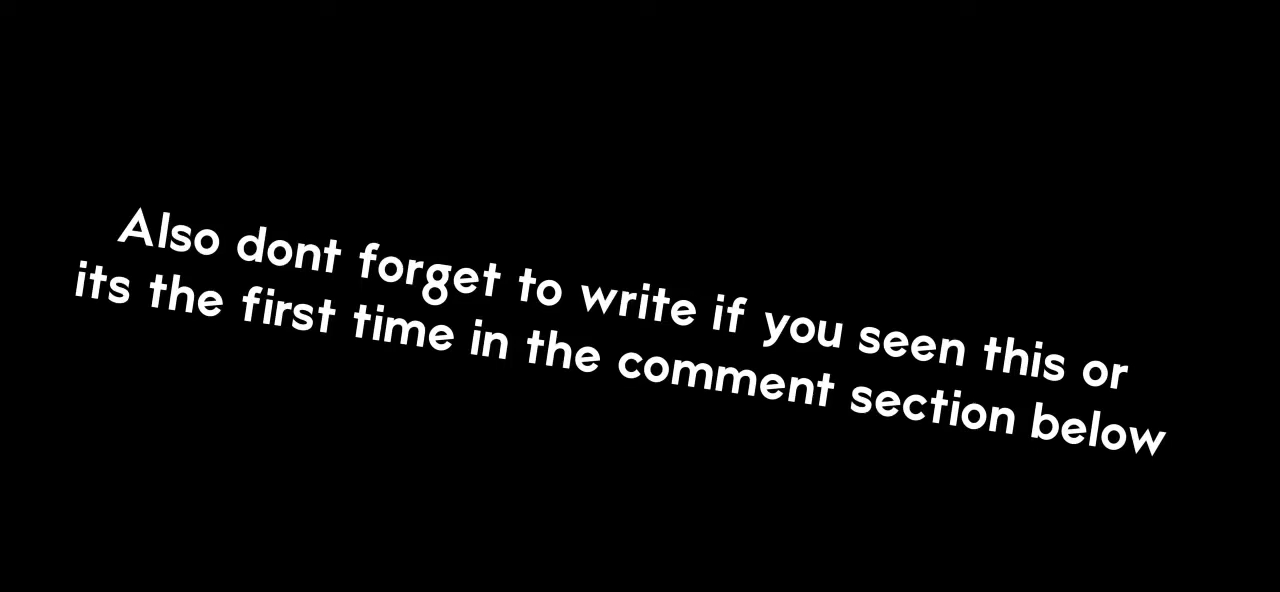 Also dont forget to write if you seen this or
its the first time in the comment section below